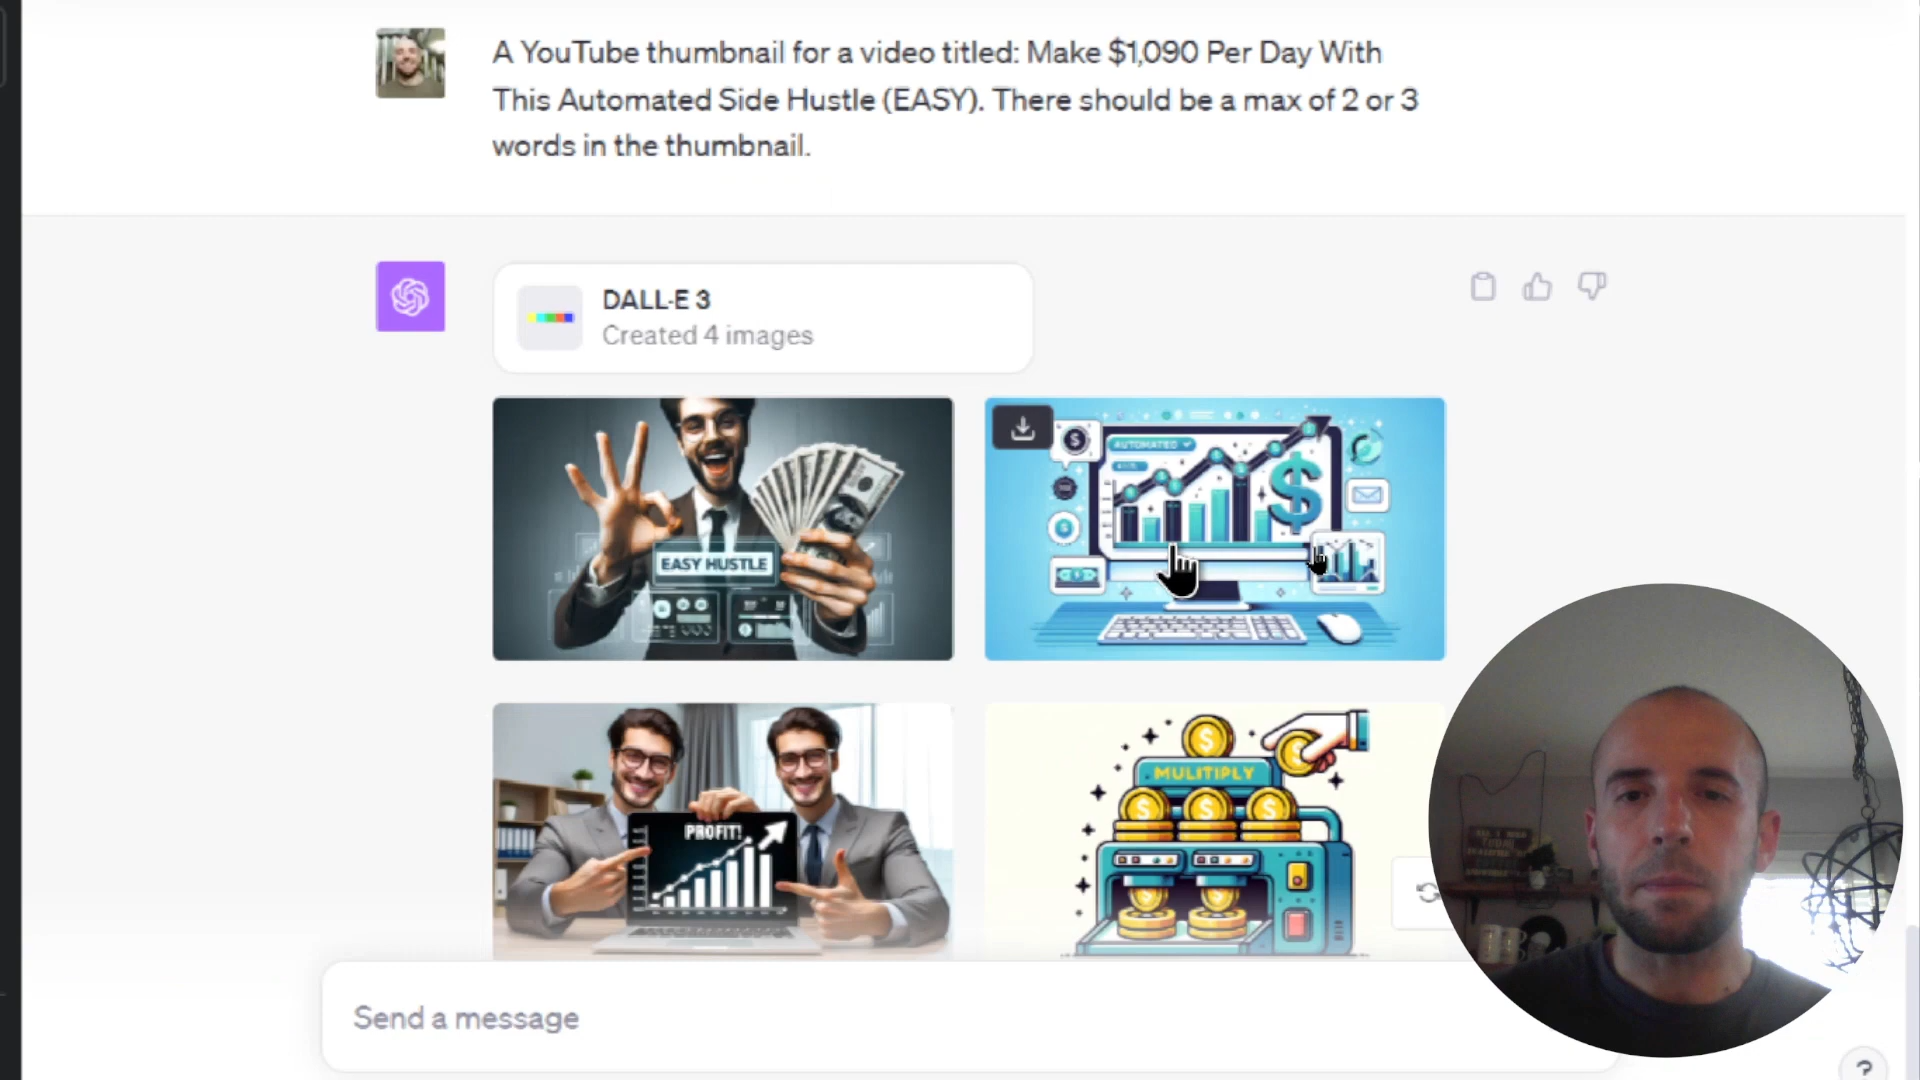 A YouTube thumbnail for a video titled: Make $1,090 Per Day With
This Automated Side Hustle (EASY). There should be a max of 2 or 3
words in the thumbnail.
DALL·E 3
Created 4 images
EASY HUSTLE
AUTOMATED
$
PROFIT!
MULITIPLY
Send a message
?